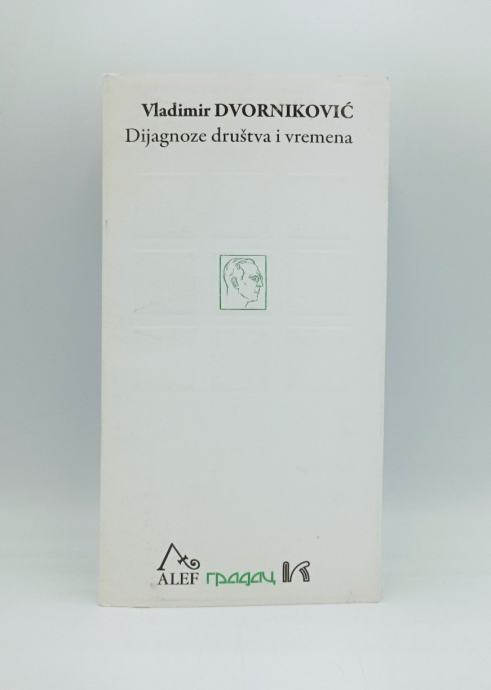 Vladimir DVORNIKOVIĆ
Dijagnoze društva i vremena
ALEF градац K